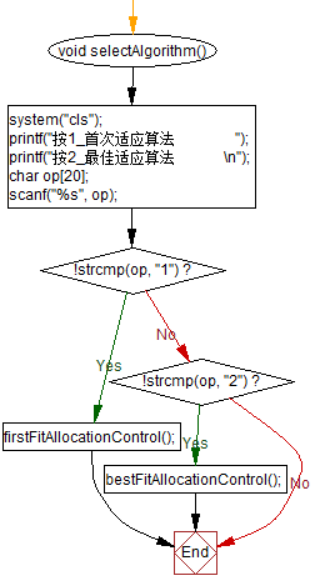 void selectAlgorithm()
system("cls");
printf("按1_首次适应算法 ");
printf("按2_最佳适应算法 \n");
char op[20];
scanf("%s", op);
!strcmp(op, "1") ?
No
Yes
!strcmp(op, "2") ?
firstFitAllocationControl();
Yes
bestFitAllocationControl();
No
End